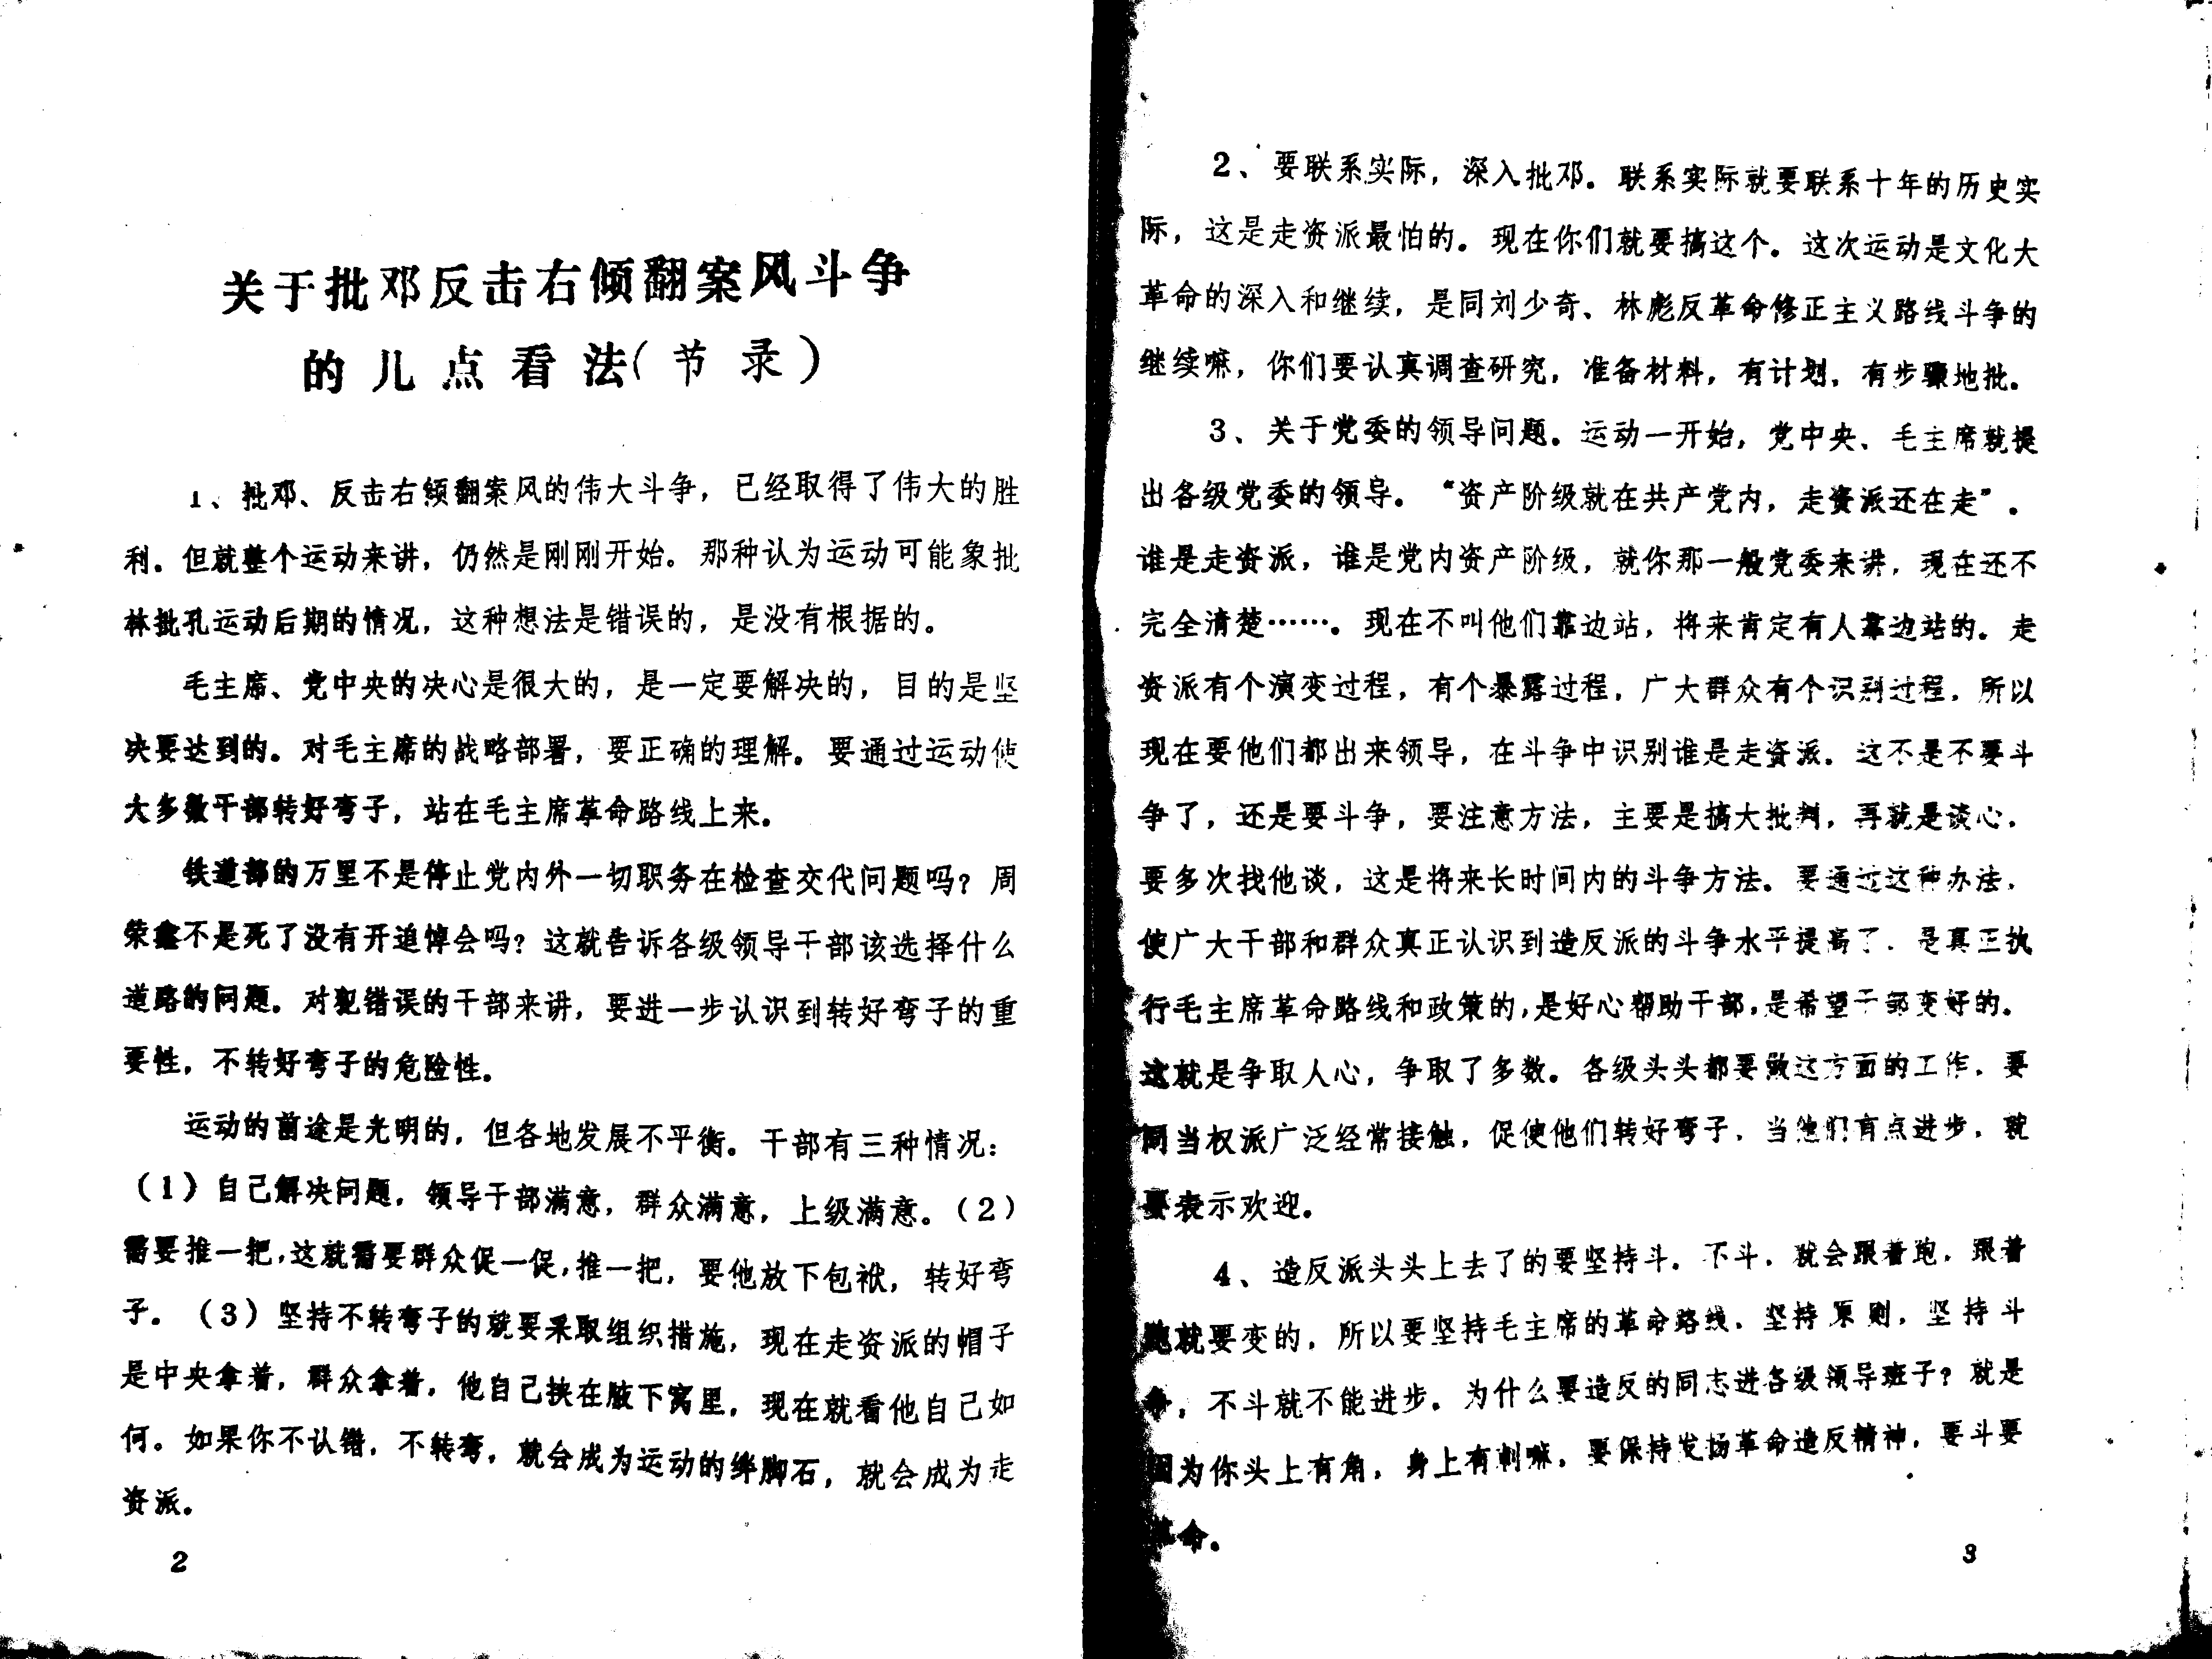 关于批邓反击右倾翻案风斗争
的几点看法（节录）
1、批邓、反击右倾翻案风的伟大斗争，已经取得了伟大的胜
利。但就整个运动来讲，仍然是刚刚开始。那种认为运动可能象批
林批孔运动后期的情况，这种想法是错误的，是没有根据的。
毛主席、党中央的决心是很大的，是一定要解决的，目的是坚
决要达到的。对毛主席的战略部署，要正确的理解。要通过运动使
大多数干部转好弯子，站在毛主席革命路线上来。
铁道部的万里不是停止党内外一切职务在检查交代问题吗？周
荣鑫不是死了没有开追悼会吗？这就告诉各级领导干部该选择什么
道路的问题。对犯错误的干部来讲，要进一步认识到转好弯子的重
要性，不转好弯子的危险性。
运动的前途是光明的，但各地发展不平衡。干部有三种情况：
（1）自己解决问题，领导干部满意，群众满意，上级满意。（2）
需要推一把，这就需要群众促一促，推一把，要他放下包袱，转好弯
子。（3）坚持不转弯子的就要采取组织措施，现在走资派的帽子
是中央拿着，群众拿着，他自己挟在腋下窝里，现在就看他自己如
何。如果你不认错，不转弯，就会成为运动的绊脚石，就会成为走
资派。
2
2、要联系实际，深入批邓。联系实际就要联系十年的历史实
际，这是走资派最怕的。现在你们就要搞这个。这次运动是文化大
革命的深入和继续，是同刘少奇、林彪反革命修正主义路线斗争的
继续嘛，你们要认真调查研究，准备材料，有计划，有步骤地批。
3、关于党委的领导问题。运动一开始，党中央、毛主席就提
出各级党委的领导。“资产阶级就在共产党内，走资派还在走”。
谁是走资派，谁是党内资产阶级，就你那一般党委来讲，现在还不
完全清楚……。现在不叫他们靠边站，将来肯定有人靠边站的。走
资派有个演变过程，有个暴露过程，广大群众有个识别过程，所以
现在要他们都出来领导，在斗争中识别谁是走资派。这不是不要斗
争了，还是要斗争，要注意方法，主要是搞大批判，再就是谈心，
要多次找他谈，这是将来长时间内的斗争方法。要通过这种办法，
使广大干部和群众真正认识到造反派的斗争水平提高了，是真正执
行毛主席革命路线和政策的，是好心帮助干部，是希望干部变好的。
这就是争取人心，争取了多数。各级头头都要做这方面的工作，要
同当权派广泛经常接触，促使他们转好弯子，当他们有点进步，就
要表示欢迎。
4、造反派头头上去了的要坚持斗。不斗，就会跟着跑，跟着
跑就要变的，所以要坚持毛主席的革命路线，坚持原则，坚持斗
争，不斗就不能进步。为什么要造反的同志进各级领导班子？就是
因为你头上有角，身上有刺嘛，要保持发扬革命造反精神，要斗要
革命。
3